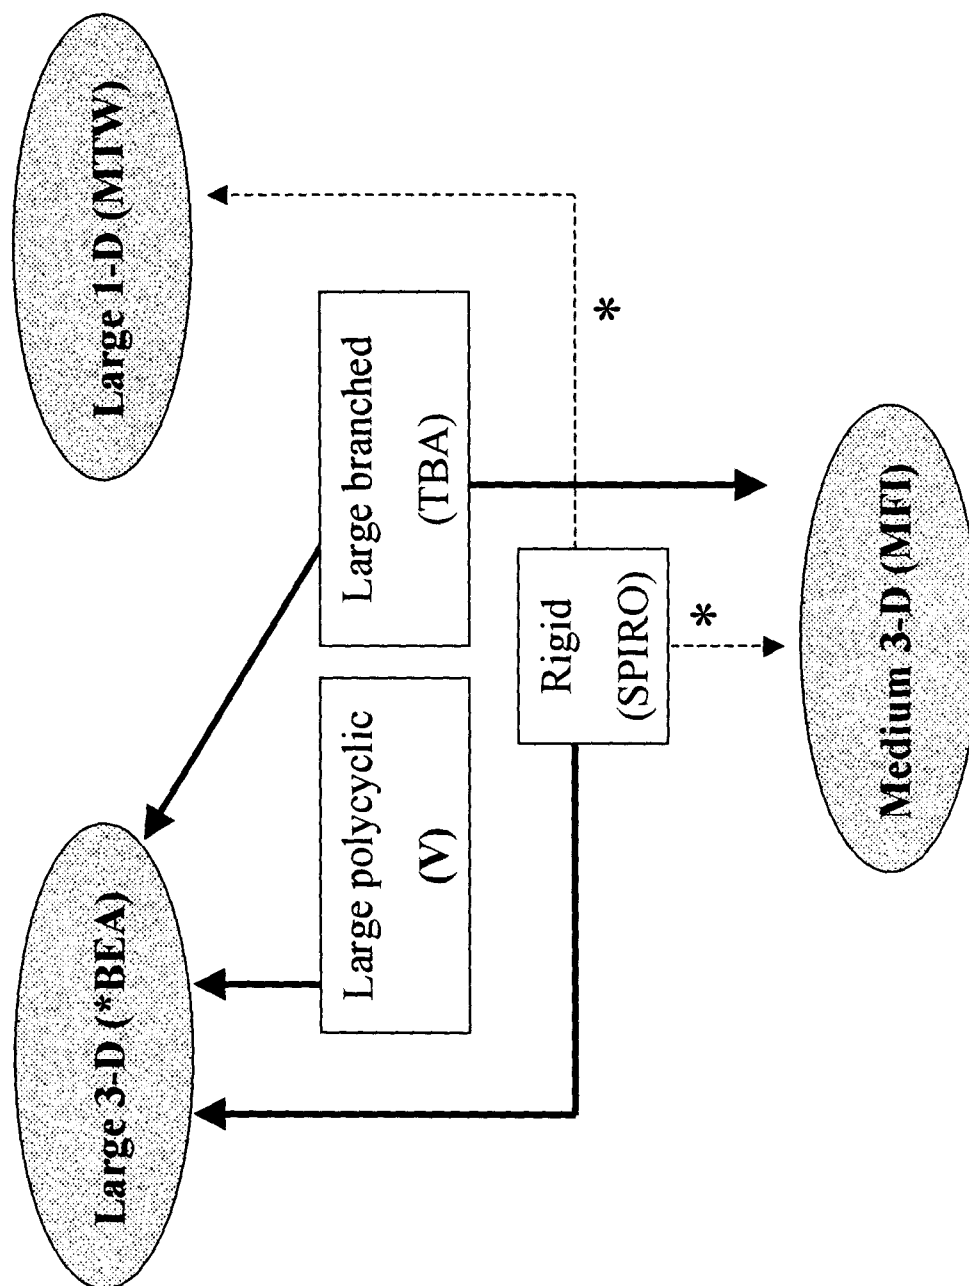 Large 3-D (*BEA)
Large 1-D (MTW)
Large polycyclic
(V)
Large branched
(TBA)
Rigid
(SPIRO)
*
*
Medium 3-D (MFI)